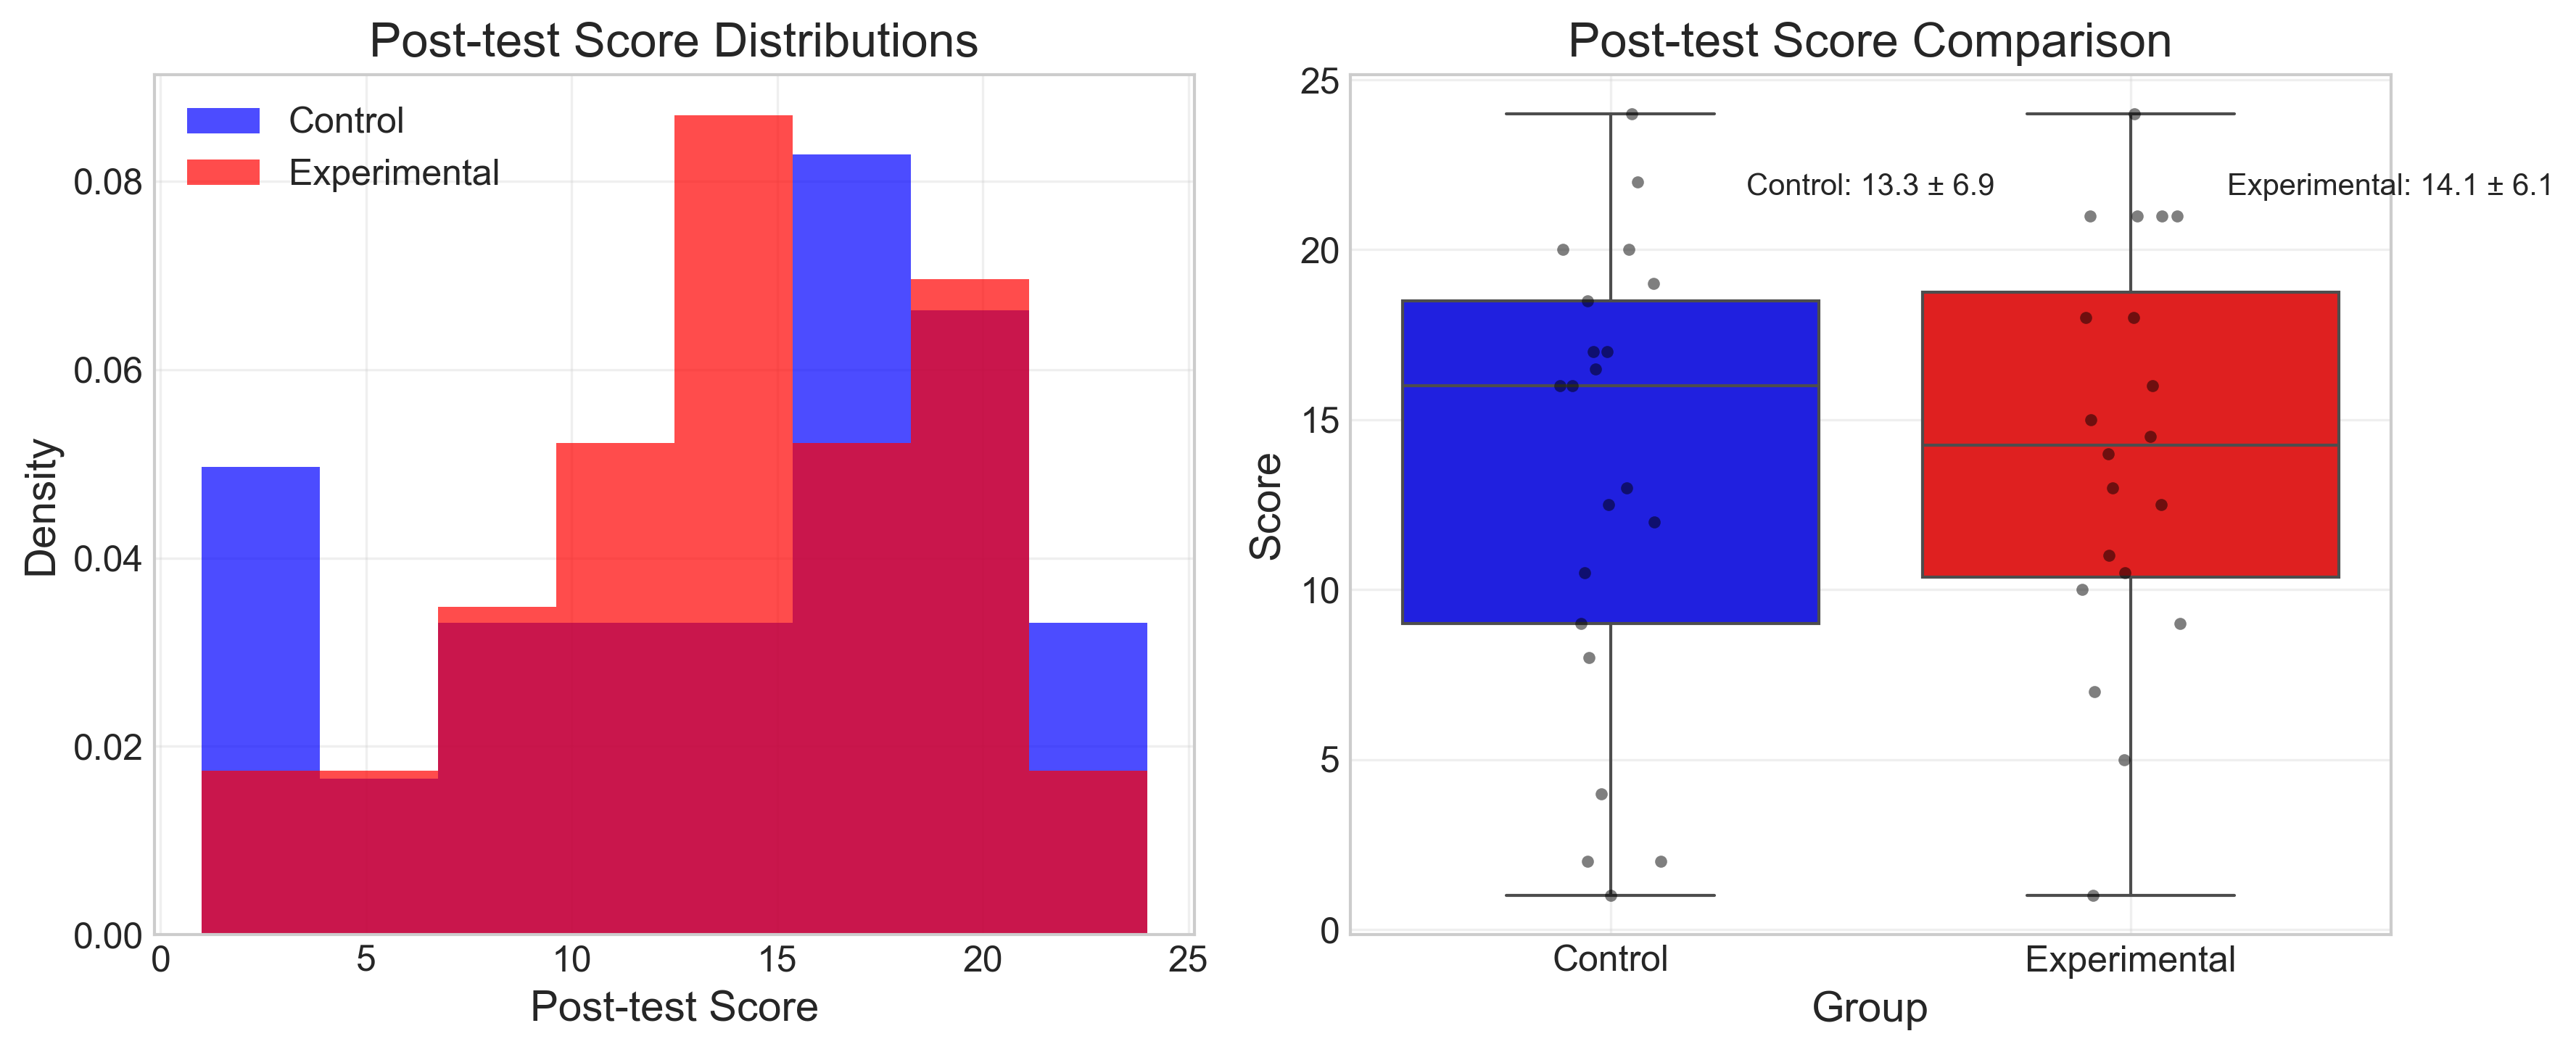 Post-test Score Distributions
Control
Experimental
0.08
0.06
0.04
0.02
0.00
Density
0
5
10
15
20
25
Post-test Score
Post-test Score Comparison
25
20
15
10
5
0
Score
Control: 13.3 ± 6.9
Experimental: 14.1 ± 6.1
Control
Experimental
Group